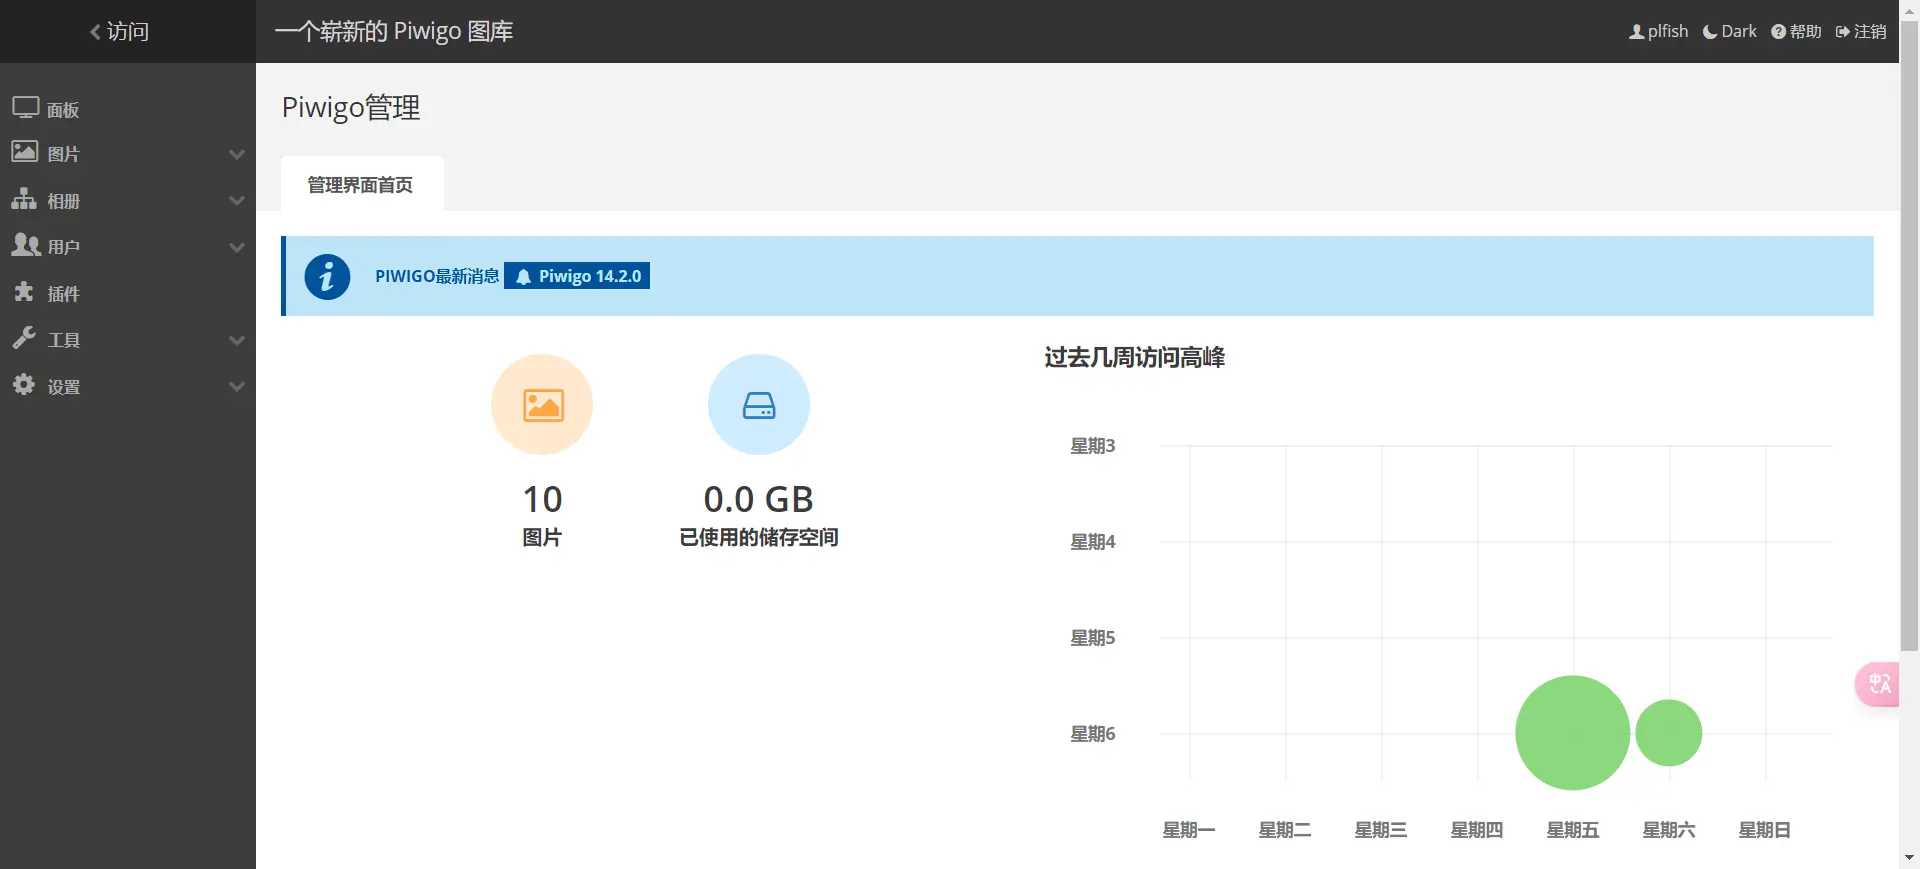 访问
一个崭新的 Piwigo 图库
plfish Dark 帮助 注销
面板
图片
相册
用户
插件
工具
设置
Piwigo管理
管理界面首页
PIWIGO最新消息 Piwigo 14.2.0
10
图片
0.0 GB
已使用的储存空间
过去几周访问高峰
星期3
星期4
星期5
星期6
星期一 星期二 星期三 星期四 星期五 星期六 星期日
中A